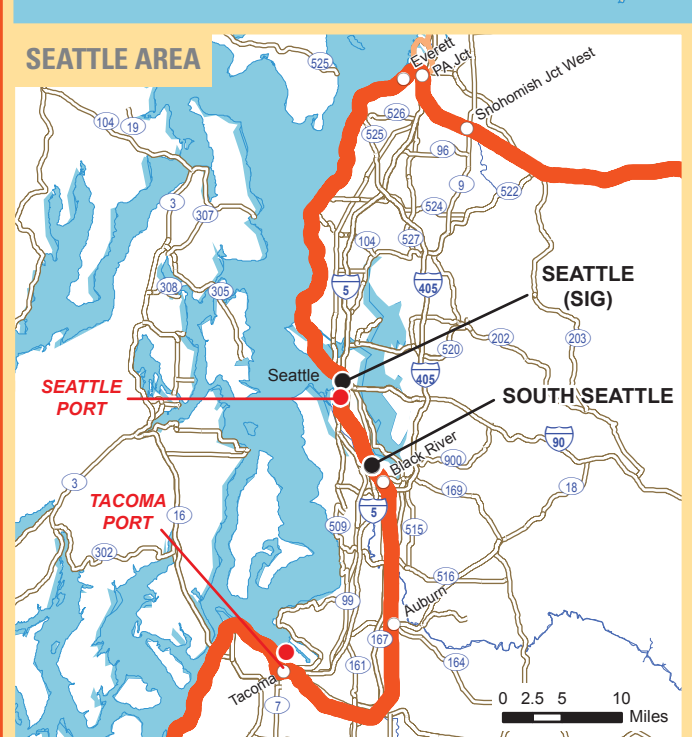 SEATTLE AREA
525
Everett
PA Jct
Snohomish Jct West
104
19
526
525
96
3
9
522
307
524
104
527
308
305
5
405
SEATTLE
(SIG)
520
202
203
Seattle
405
SEATTLE
PORT
SOUTH SEATTLE
90
Black River
900
3
169
18
TACOMA
PORT
16
5
509
515
302
516
99
Auburn
167
161
164
Tacoma
7
0 2.5 5 10
Miles